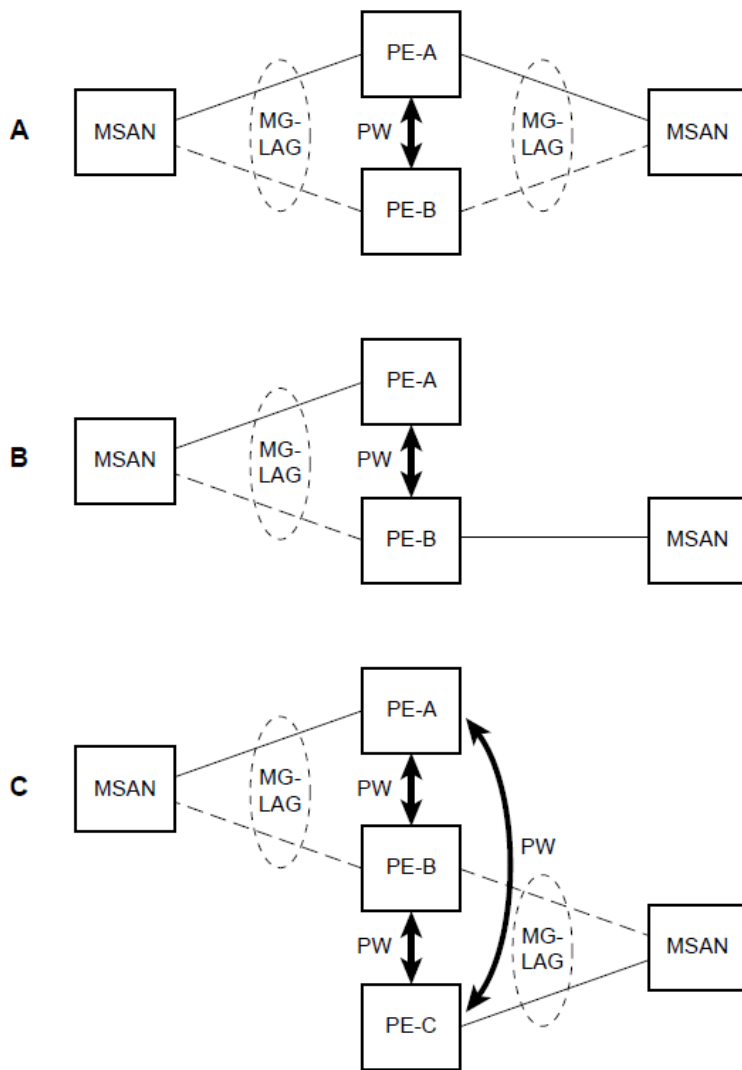 A
MSAN
MG-
LAG
PE-A
PW
PE-B
MG-
LAG
MSAN
B
MSAN
MG-
LAG
PE-A
PW
PE-B
MSAN
C
MSAN
MG-
LAG
PE-A
PW
PE-B
PW
PE-C
PW
MG-
LAG
MSAN